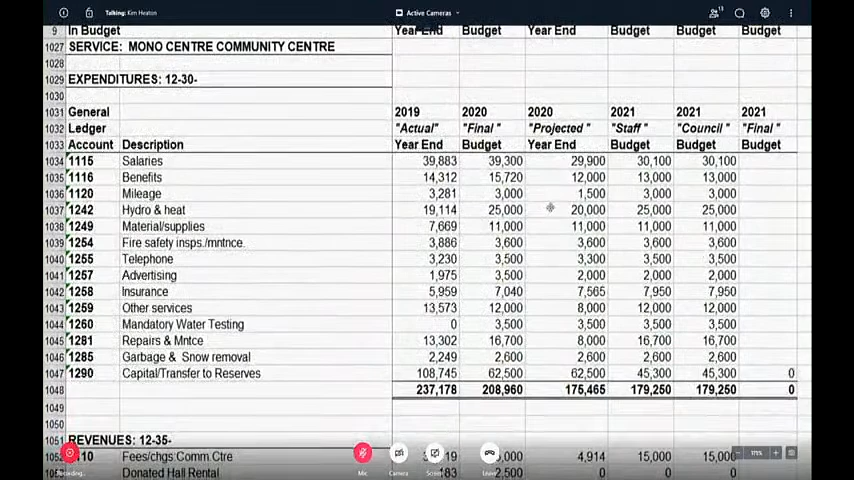 Talking: Kim Heaton
Active Cameras
13
9 In Budget Year End Budget Year End Budget Budget Budget
1027 SERVICE: MONO CENTRE COMMUNITY CENTRE
1028
1029 EXPENDITURES: 12-30-
1030
1031 General 2019 2020 2020 2021 2021 2021
1032 Ledger "Actual" "Final " "Projected " "Staff " "Council " "Final "
1033 Account Description Year End Budget Year End Budget Budget Budget
1034 1115 Salaries 39,883 39,300 29,900 30,100 30,100
1035 1116 Benefits 14,312 15,720 12,000 13,000 13,000
1036 1120 Mileage 3,281 3,000 1,500 3,000 3,000
1037 1242 Hydro & heat 19,114 25,000 20,000 25,000 25,000
1038 1249 Material/supplies 7,669 11,000 11,000 11,000 11,000
1039 1254 Fire safety insps./mntnce. 3,886 3,600 3,600 3,600 3,600
1040 1255 Telephone 3,230 3,500 3,300 3,500 3,500
1041 1257 Advertising 1,975 3,500 2,000 2,000 2,000
1042 1258 Insurance 5,959 7,040 7,565 7,950 7,950
1043 1259 Other services 13,573 12,000 8,000 12,000 12,000
1044 1260 Mandatory Water Testing 0 3,500 3,500 3,500 3,500
1045 1281 Repairs & Mntce 13,302 16,700 8,000 16,700 16,700
1046 1285 Garbage & Snow removal 2,249 2,600 2,600 2,600 2,600
1047 1290 Capital/Transfer to Reserves 108,745 62,500 62,500 45,300 45,300 0
1048 237,178 208,960 175,465 179,250 179,250 0
1049
1050
1051 REVENUES: 12-35-
Fees/chgs:Comm.Ctre 4,914 15,000 15,000
Donated Hall Rental 183 2,500 0 0 0
Recording...
Mic Camera Leave